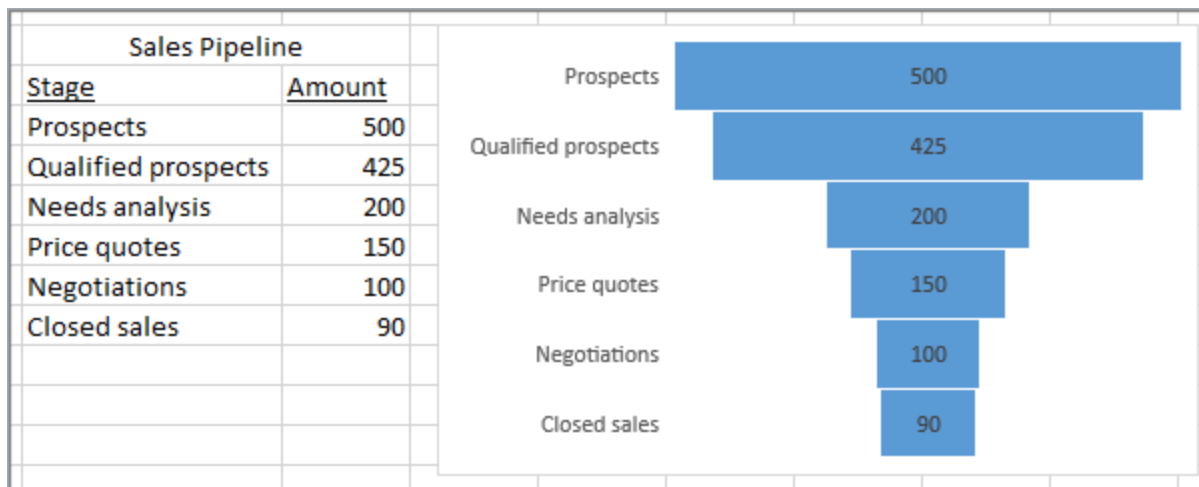 Sales Pipeline
Stage Amount
Prospects 500
Qualified prospects 425
Needs analysis 200
Price quotes 150
Negotiations 100
Closed sales 90
Prospects 500
Qualified prospects 425
Needs analysis 200
Price quotes 150
Negotiations 100
Closed sales 90